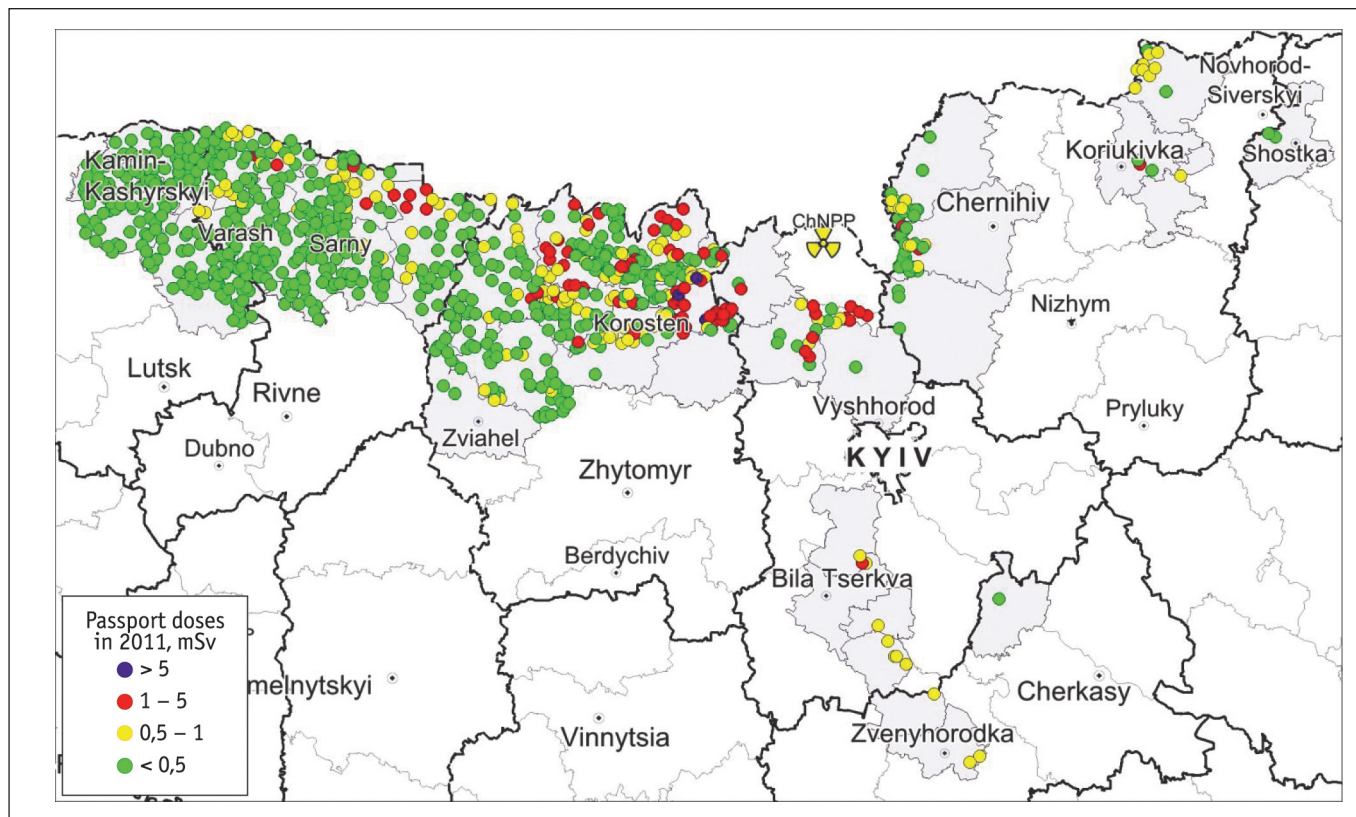 Novhorod-
Siverskyi
Kamin-
Kashyrskyi
Koriukivka
Shostka
Varash
Sarny
ChNPP
Chernihiv
Nizhym
Korosten
Lutsk
Rivne
Vyshhorod
Pryluky
Dubno
Zviahel
KYIV
Zhytomyr
Berdychiv
Bila Tserkva
Passport doses
in 2011, mSv
> 5
1 – 5
0,5 – 1
< 0,5
melnytskyi
Cherkasy
Vinnytsia
Zvenyhorodka